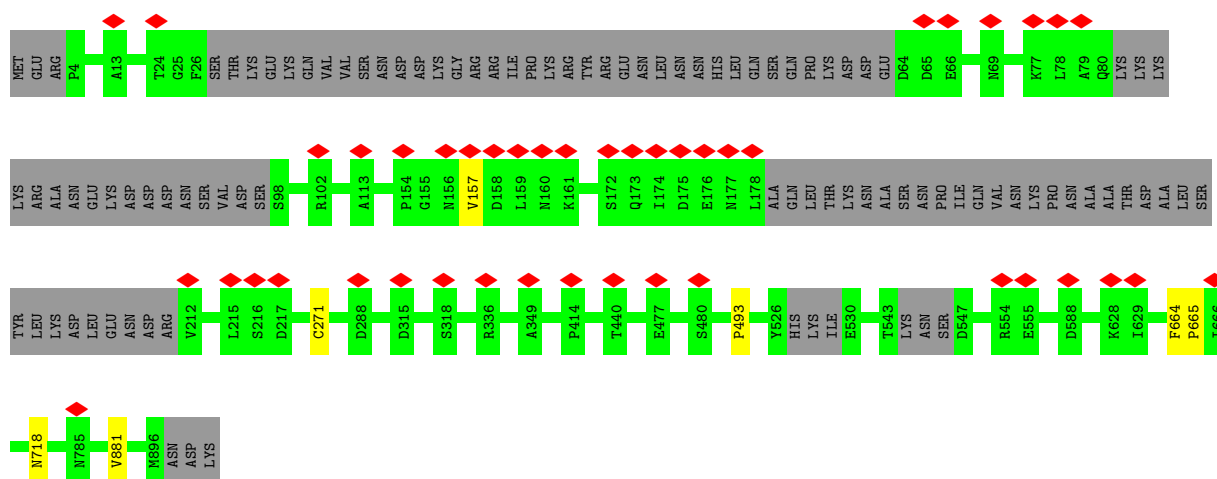 MET GLU ARG P4 A13 T24 G25 F26 SER THR LYS GLU LYS GLN VAL VAL SER ASN ASP ASP LYS GLY ARG ARG ILE PRO LYS ARG TYR ARG GLU ASN LEU ASN ASN HIS LEU GLN SER GLN PRO LYS ASP ASP GLU D64 D65 E66 N69 K77 L78 A79 Q80 LYS LYS LYS
LYS ARG ALA ASN GLU LYS ASP ASP ASP ASN SER VAL ASP SER S98 R102 A113 P154 G155 N156 V157 D158 L159 N160 K161 S172 Q173 I174 D175 E176 N177 L178 ALA GLN LEU THR LYS ASN ALA SER ASN PRO ILE GLN VAL ASN LYS PRO ASN ALA ALA THR ASP ALA LEU SER
TYR LEU LYS ASP LEU GLU ASN ASP ARG V212 L215 S216 D217 C271 D288 D315 S318 R336 A349 P414 T440 E477 S480 P493 Y526 HIS LYS ILE E530 T543 LYS ASN SER D547 R554 E555 D588 K628 I629 F664 P665 I666
N718 N785 V881 M896 ASN ASP LYS